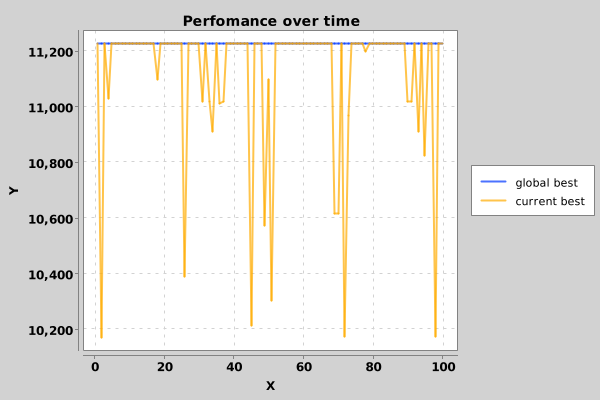 Perfomance over time
11,200
11,000
10,800
10,600
10,400
10,200
Y
0 20 40 60 80 100
X
global best
current best